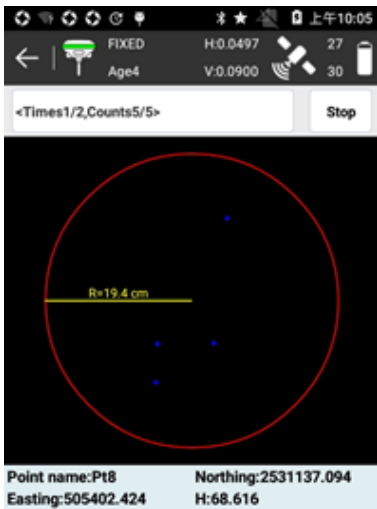 上午10:05
FIXED H:0.0497 27
Age4 V:0.0900 30
<Times1/2,Counts5/5> Stop
R=19.4 cm
Point name:Pt8 Northing:2531137.094
Easting:505402.424 H:68.616